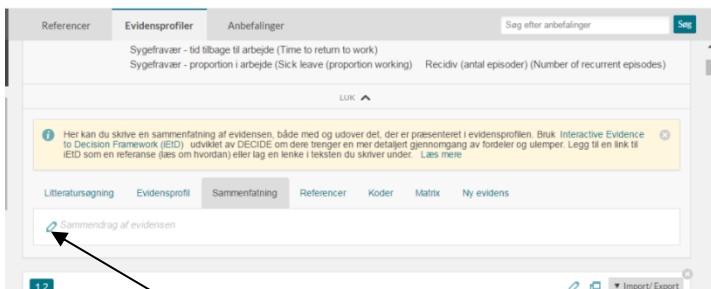 Referencer Evidensprofiler Anbefalinger Søg efter anbefalinger Søg
Sygefravær - tid tilbage til arbejde (Time to return to work)
Sygefravær - proportion i arbejde (Sick leave (proportion working) Recidiv (antal episoder) (Number of recurrent episodes)
LUK
Her kan du skrive en sammenfatning af evidensen, både med og udover det, der er præsenteret i evidensprofilen. Bruk Interactive Evidence
to Decision Framework (iEtD) udviklet av DECIDE om dere trenger en mer detaljert gjennomgang av fordeler og ulemper. Legg til en link til
iEtD som en referanse (læs om hvordan) eller lag en lenke i teksten du skriver under. Læs mere
Litteratursøgning Evidensprofil Sammenfatning Referencer Koder Matrix Ny evidens
Sammendrag af evidensen
1.2 Import/Export